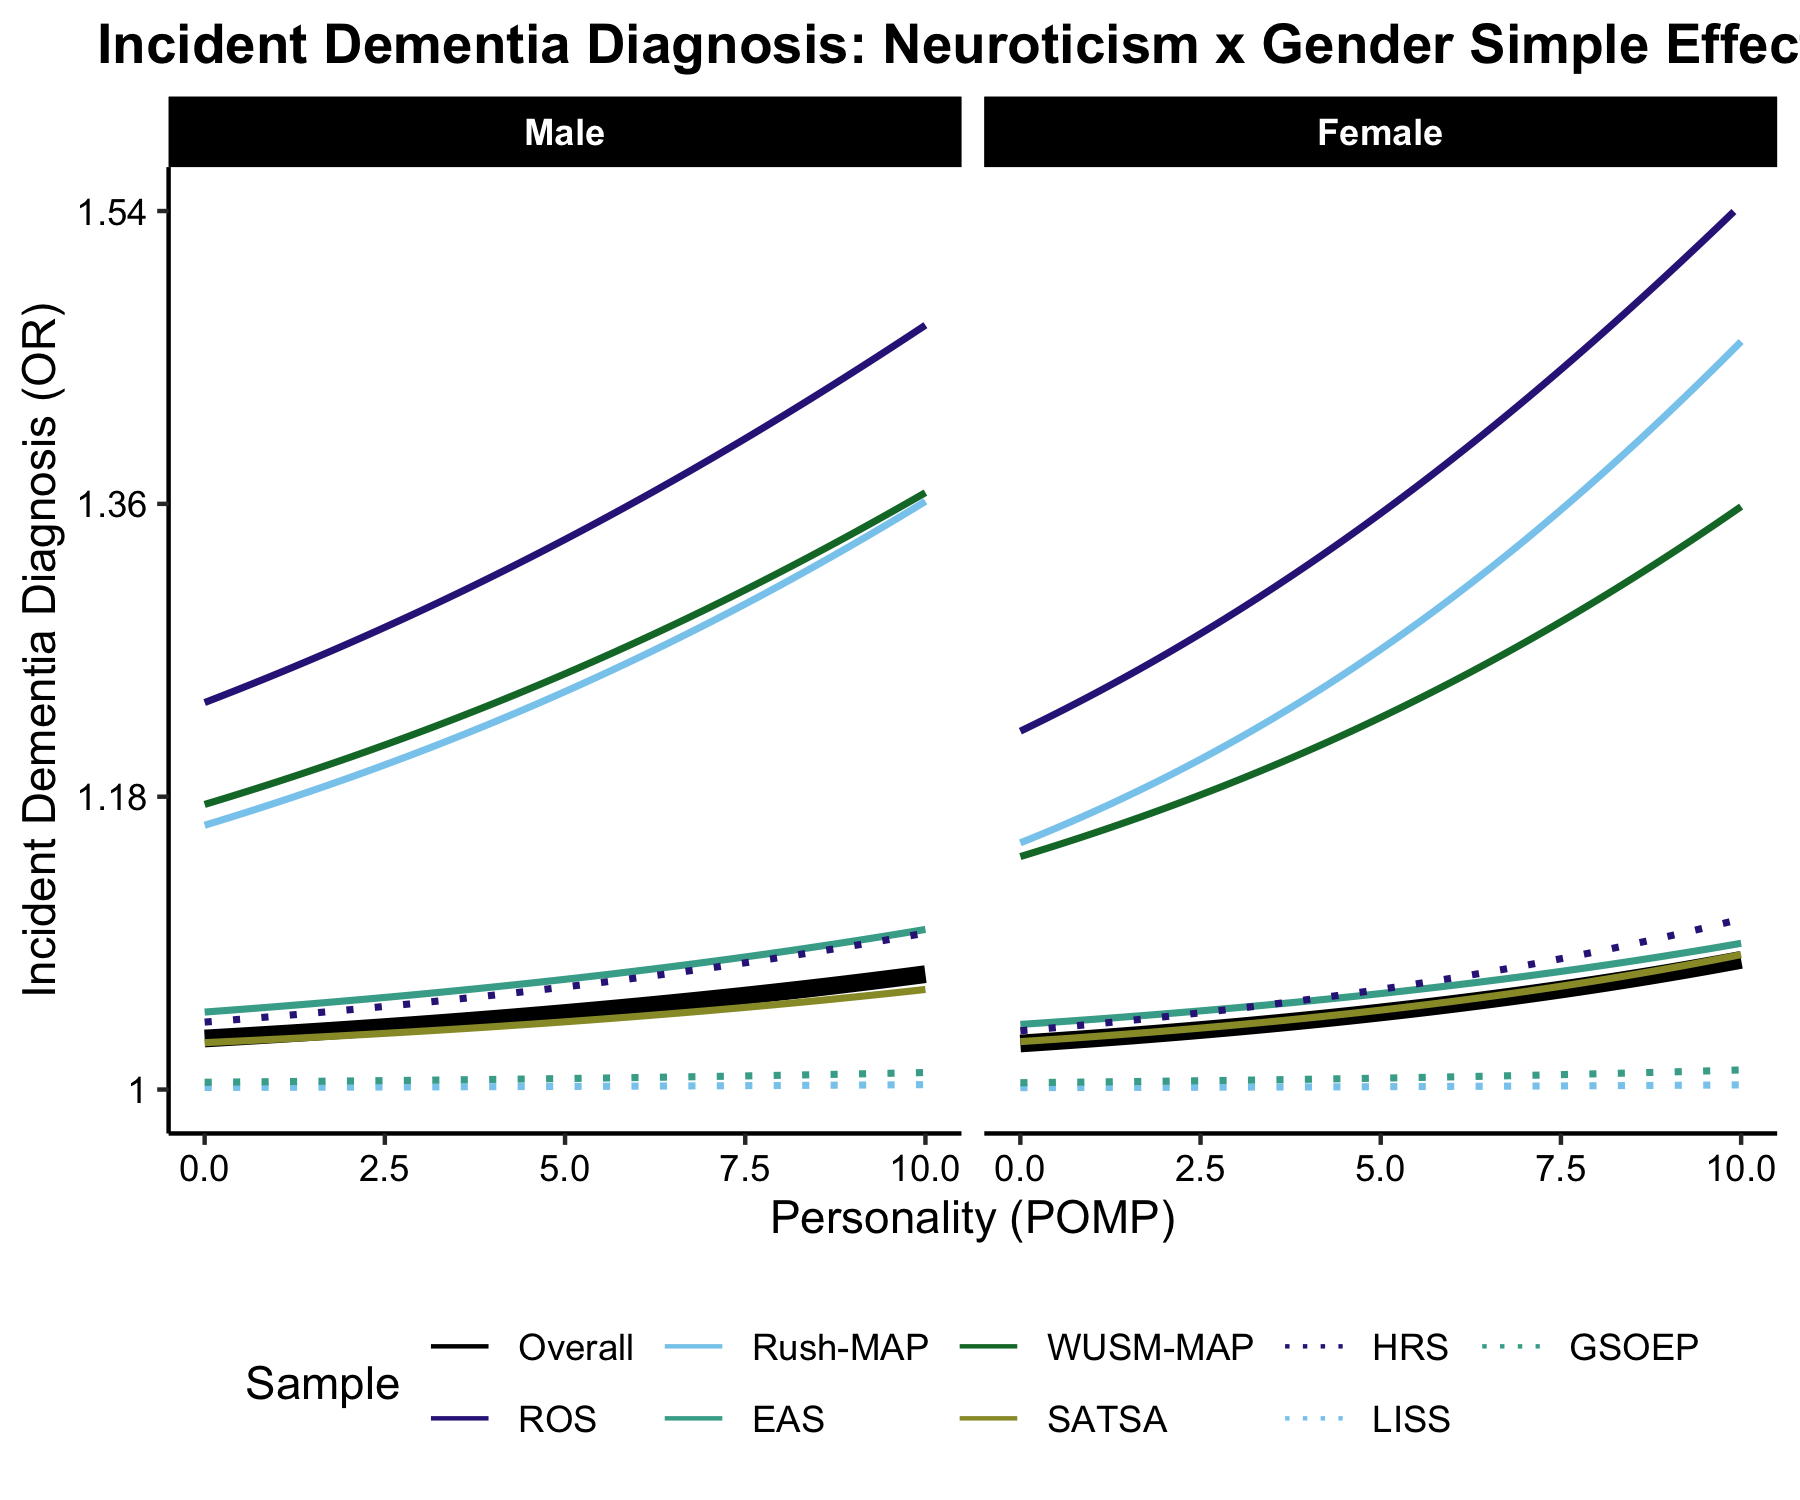 Incident Dementia Diagnosis: Neuroticism x Gender Simple Effec
Male
Female
Incident Dementia Diagnosis (OR)
1.54
1.36
1.18
1
0.0 2.5 5.0 7.5 10.0
0.0 2.5 5.0 7.5 10.0
Personality (POMP)
Sample
Overall Rush-MAP WUSM-MAP HRS GSOEP
ROS EAS SATSA LISS